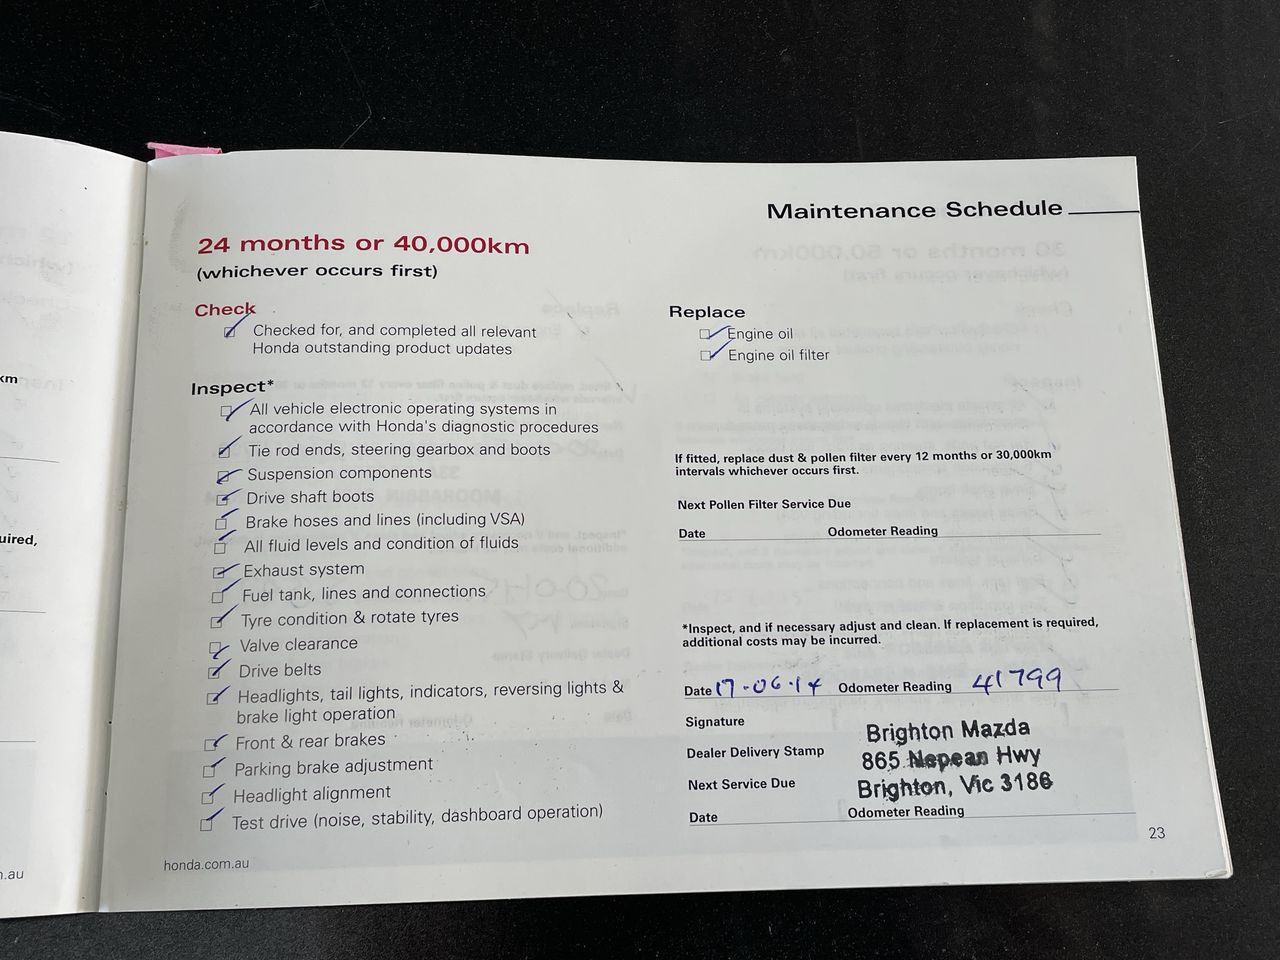 Maintenance Schedule
24 months or 40,000km
(whichever occurs first)
Check
Checked for, and completed all relevant
Honda outstanding product updates
Inspect*
All vehicle electronic operating systems in
accordance with Honda's diagnostic procedures
Tie rod ends, steering gearbox and boots
Suspension components
Drive shaft boots
Brake hoses and lines (including VSA)
All fluid levels and condition of fluids
Exhaust system
Fuel tank, lines and connections
Tyre condition & rotate tyres
Valve clearance
Drive belts
Headlights, tail lights, indicators, reversing lights &
brake light operation
Front & rear brakes
Parking brake adjustment
Headlight alignment
Test drive (noise, stability, dashboard operation)
honda.com.au
Replace
Engine oil
Engine oil filter
If fitted, replace dust & pollen filter every 12 months or 30,000km
intervals whichever occurs first.
Next Pollen Filter Service Due
Date Odometer Reading
*Inspect, and if necessary adjust and clean. If replacement is required,
additional costs may be incurred.
Date 17-06-14 Odometer Reading 41799
Signature
Dealer Delivery Stamp
Next Service Due
Brighton Mazda
865 Nepean Hwy
Brighton, Vic 3186
Date Odometer Reading
23
km
uired,
n.au